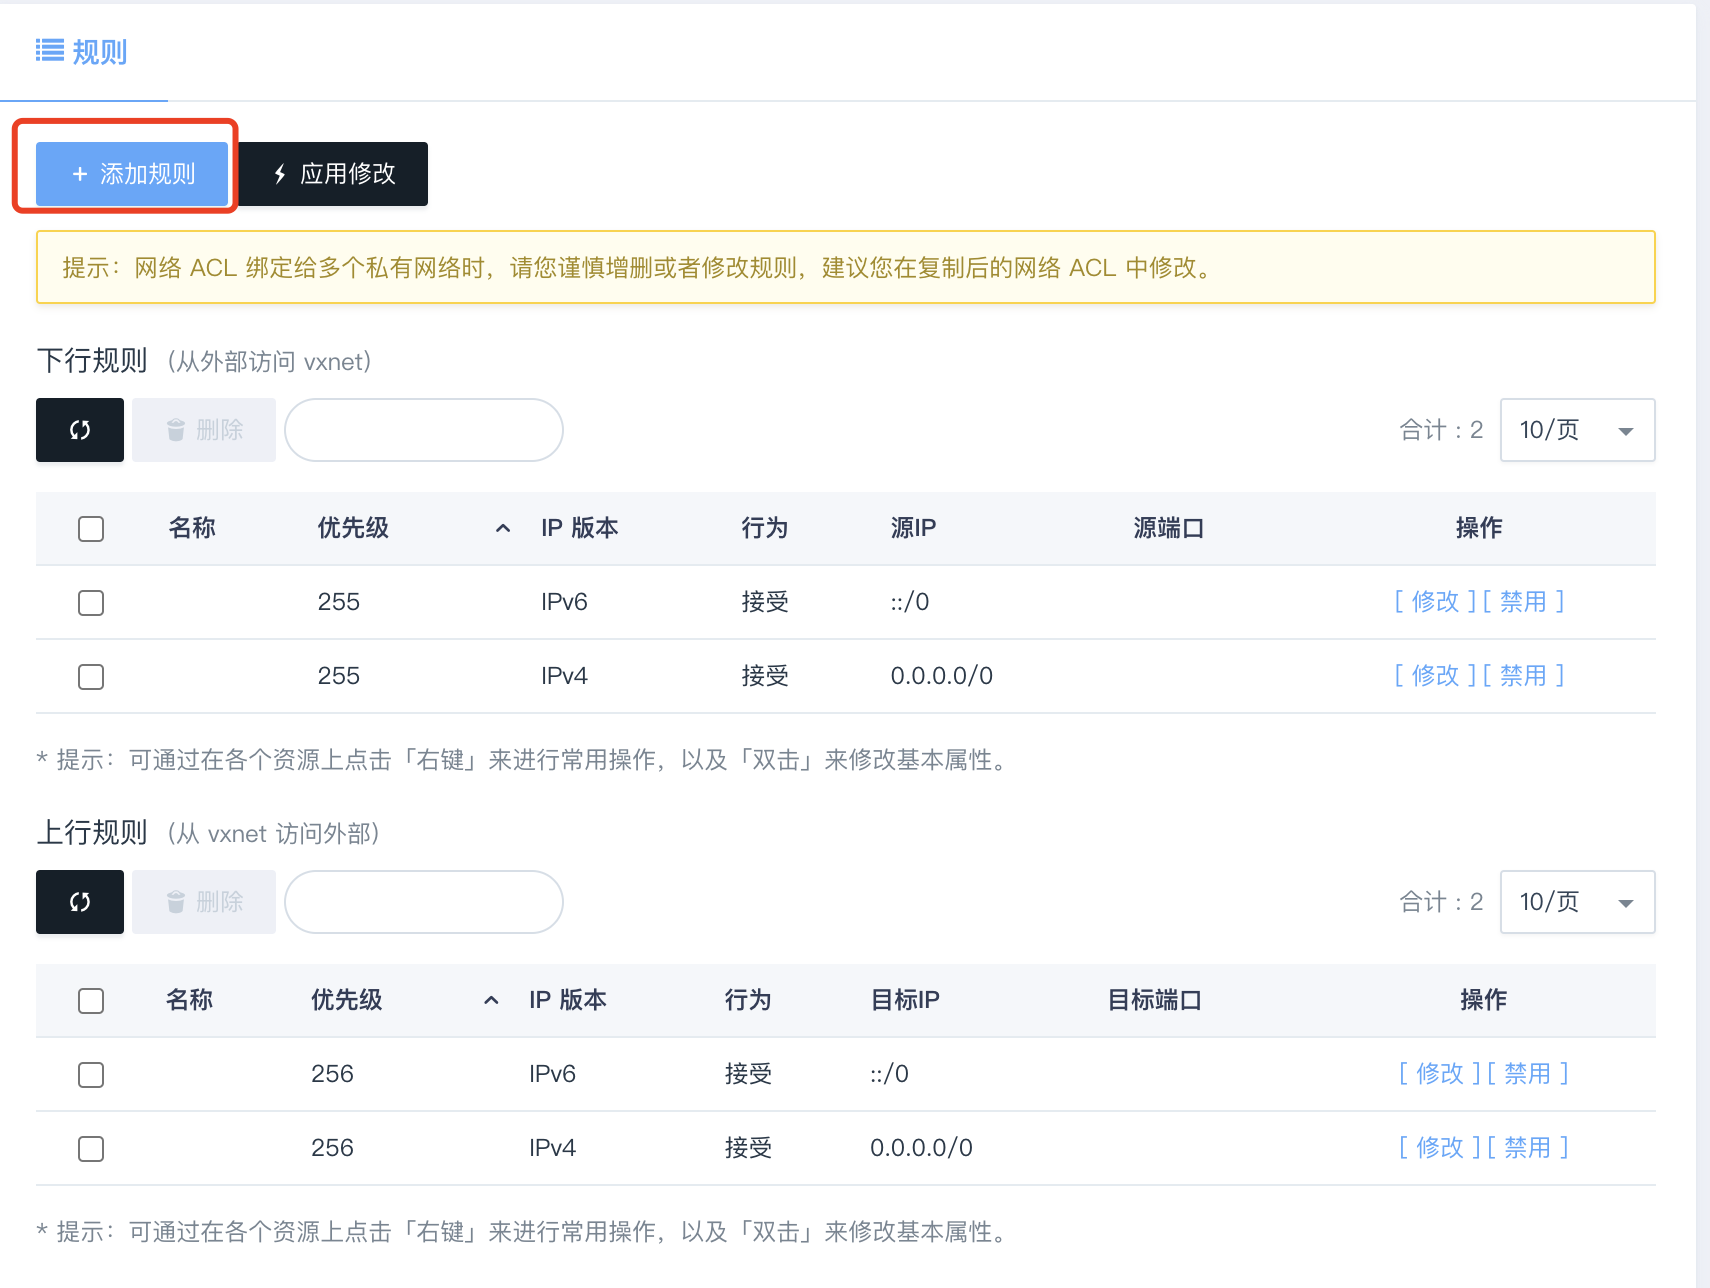 规则
+ 添加规则 应用修改
提示：网络 ACL 绑定给多个私有网络时，请您谨慎增删或者修改规则，建议您在复制后的网络 ACL 中修改。
下行规则 (从外部访问 vxnet)
删除 合计 : 2 10/页
名称 优先级 IP 版本 行为 源IP 源端口 操作
255 IPv6 接受 ::/0 [ 修改 ] [ 禁用 ]
255 IPv4 接受 0.0.0.0/0 [ 修改 ] [ 禁用 ]
* 提示：可通过在各个资源上点击「右键」来进行常用操作，以及「双击」来修改基本属性。
上行规则 (从 vxnet 访问外部)
删除 合计 : 2 10/页
名称 优先级 IP 版本 行为 目标IP 目标端口 操作
256 IPv6 接受 ::/0 [ 修改 ] [ 禁用 ]
256 IPv4 接受 0.0.0.0/0 [ 修改 ] [ 禁用 ]
* 提示：可通过在各个资源上点击「右键」来进行常用操作，以及「双击」来修改基本属性。